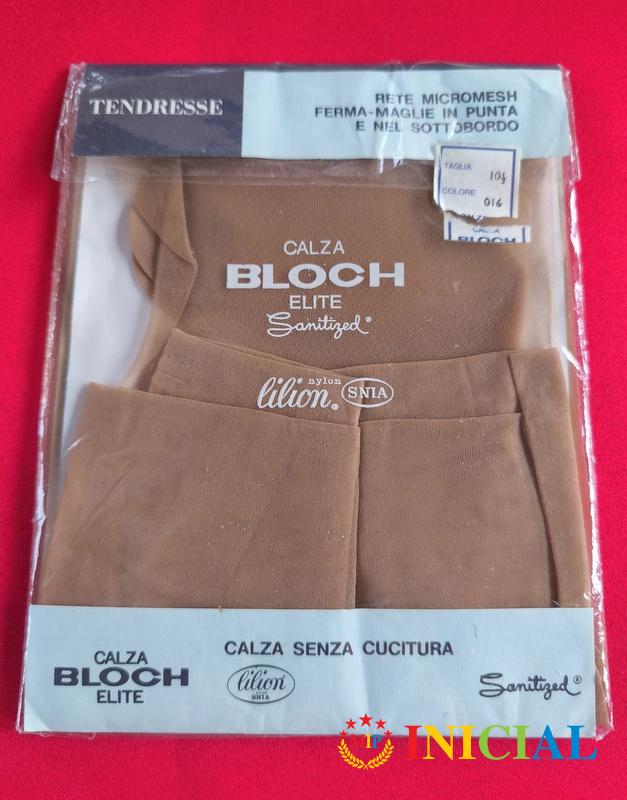 TENDRESSE
RETE MICROMESH
FERMA-MAGLIE IN PUNTA
E NEL SOTTOBORDO
TAGLIA 10½
COLORE 016
CALZA
BLOCH
CALZA
BLOCH
ELITE
Sanitized®
nylon
lilion® SNIA
CALZA
BLOCH
ELITE
CALZA SENZA CUCITURA
lilion
SNIA
Sanitized®
INICIAL